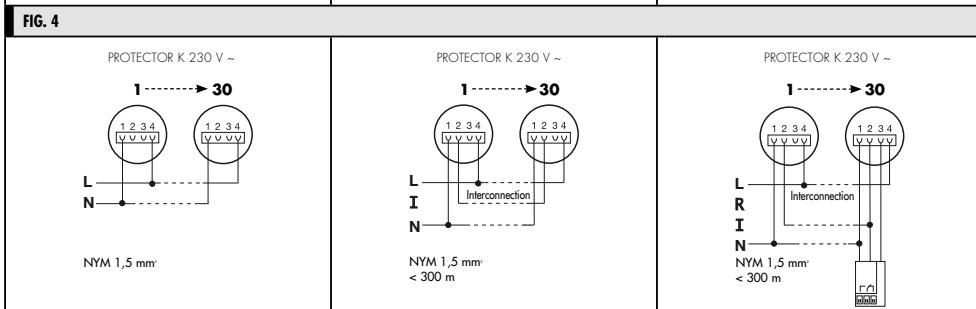 FIG. 4
PROTECTOR K 230 V ~
1 30
1 2 3 4
1 2 3 4
L
N
NYM 1,5 mm²
PROTECTOR K 230 V ~
1 30
1 2 3 4
1 2 3 4
L
Interconnection
I
N
NYM 1,5 mm²
< 300 m
PROTECTOR K 230 V ~
1 30
1 2 3 4
1 2 3 4
L
Interconnection
R
I
N
NYM 1,5 mm²
< 300 m